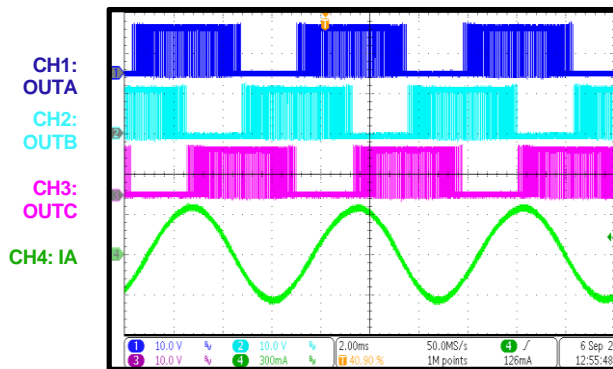 CH1:
OUTA
CH2:
OUTB
CH3:
OUTC
CH4: IA
T
1
2
3
4
1 10.0 V
2 10.0 V
3 10.0 V
4 300mA
2.00ms
T 40.90 %
50.0MS/s
1M points
4
126mA
6 Sep 2
12:55:48